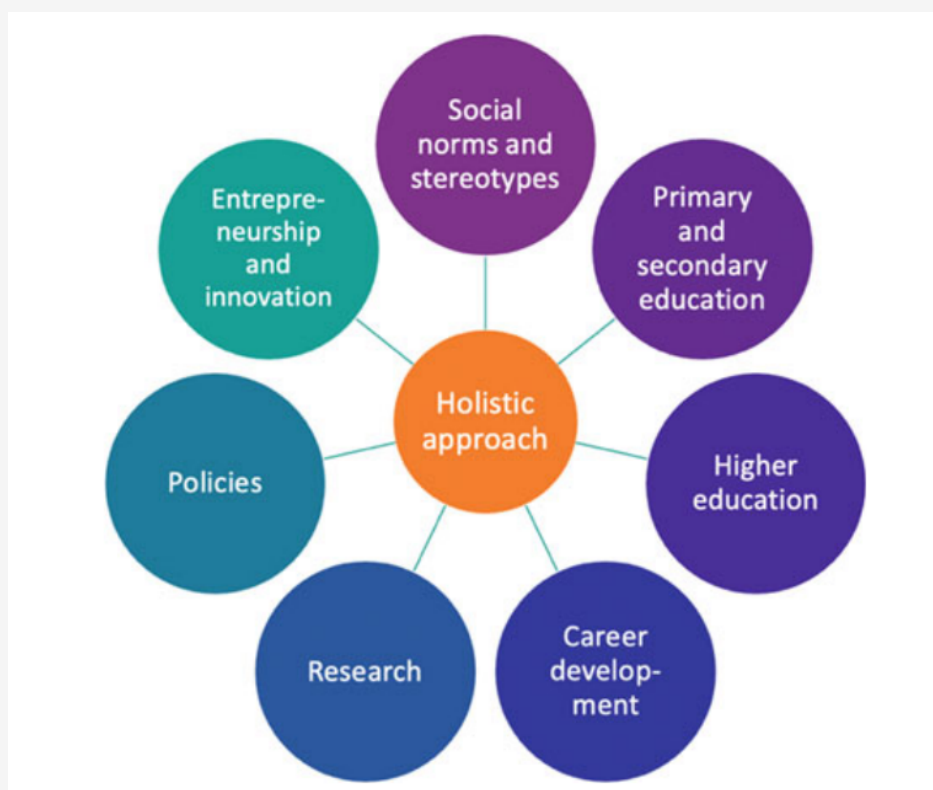 Social
norms and
stereotypes
Primary
and
secondary
education
Higher
education
Career
develop-
ment
Research
Policies
Entrepre-
neurship
and
innovation
Holistic
approach